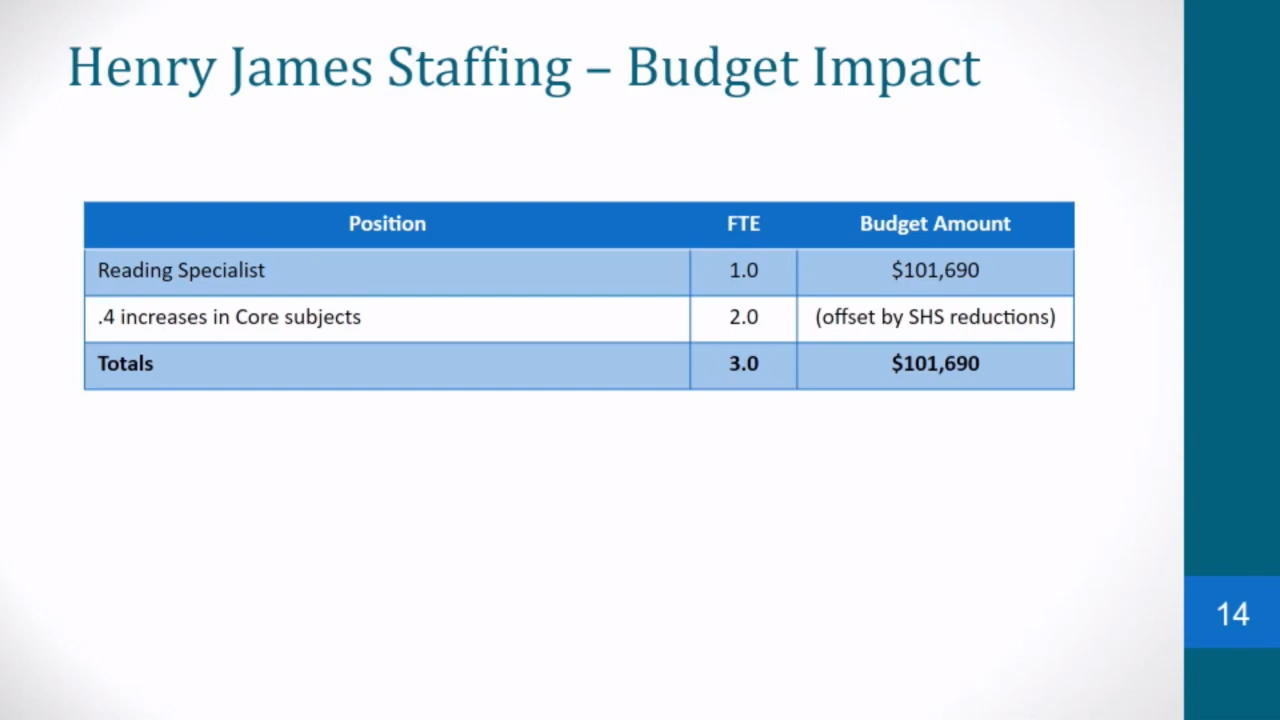 Henry James Staffing – Budget Impact
Position FTE Budget Amount
Reading Specialist 1.0 $101,690
.4 increases in Core subjects 2.0 (offset by SHS reductions)
Totals 3.0 $101,690
14